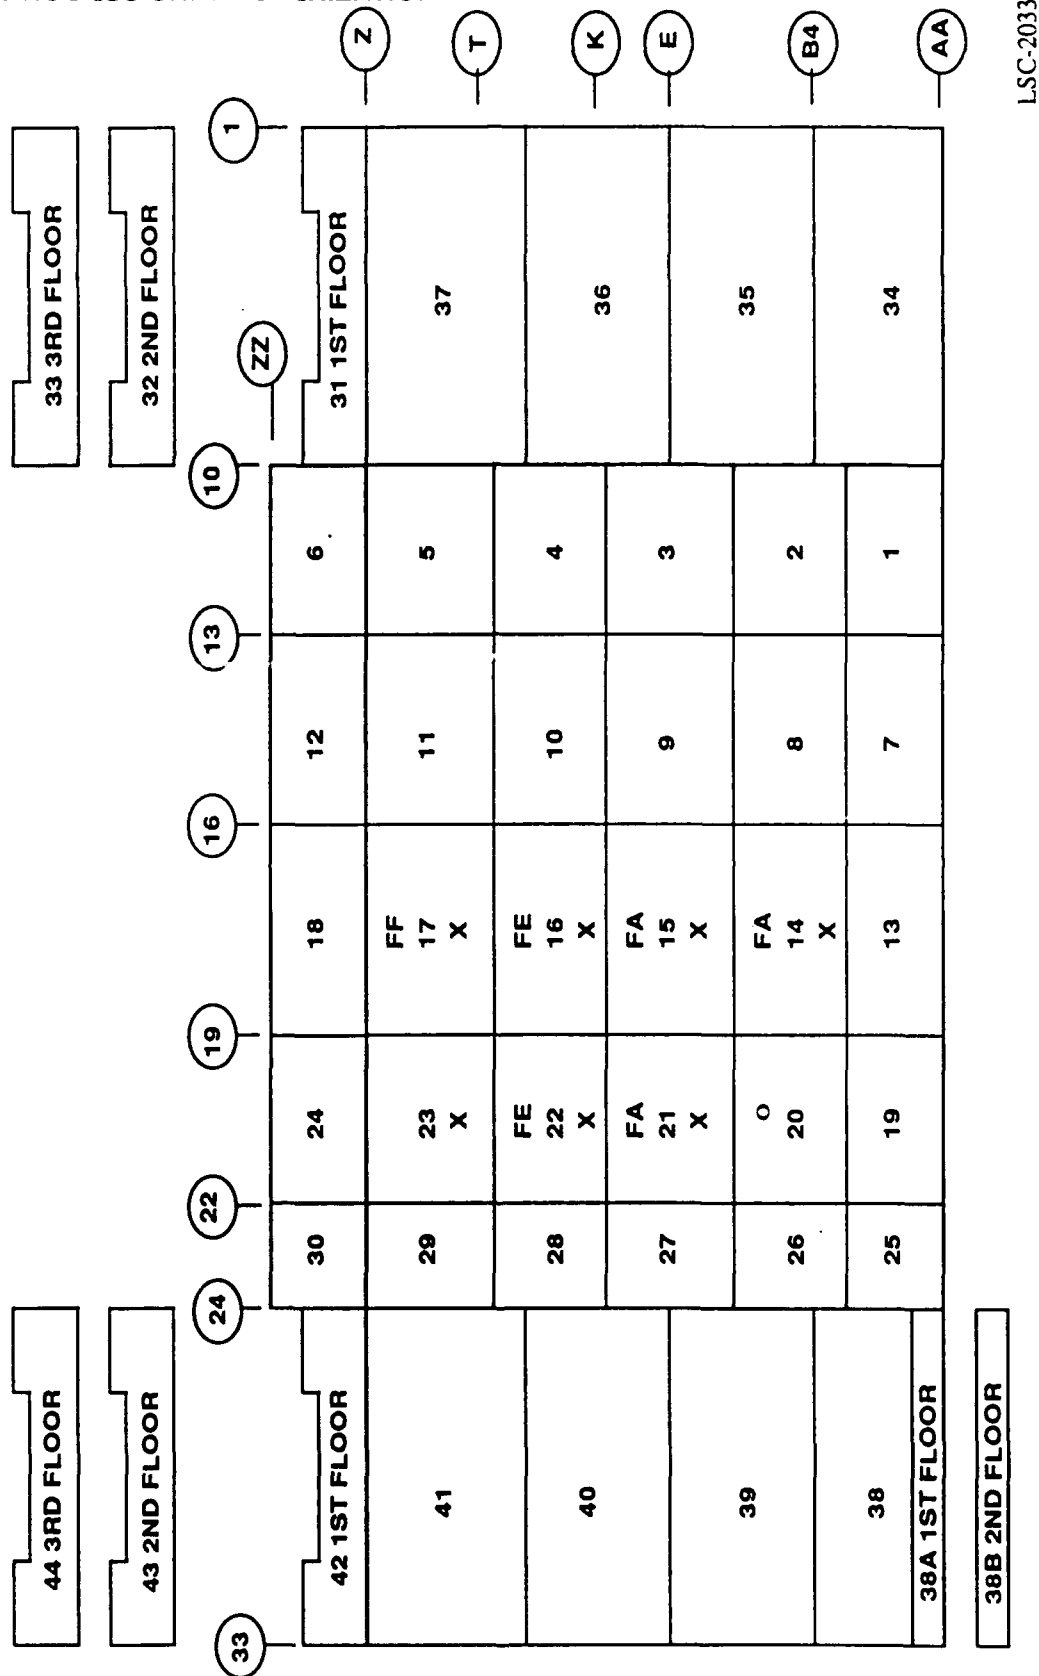 44 3RD FLOOR 33 3RD FLOOR
43 2ND FLOOR 32 2ND FLOOR
33 24 22 19 16 13 10 1
ZZ
42 1ST FLOOR 30 24 18 12 6 31 1ST FLOOR
Z
FF
41 29 23 17 11 5 37
X X
T
FE FE
40 28 22 16 10 4 36
X X
K
FA FA
39 27 21 15 9 3 35
E
X X
O FA
38 26 20 14 8 2
B4
X
25 19 13 7 1 34
38A 1ST FLOOR
AA
38B 2ND FLOOR
LSC-2033